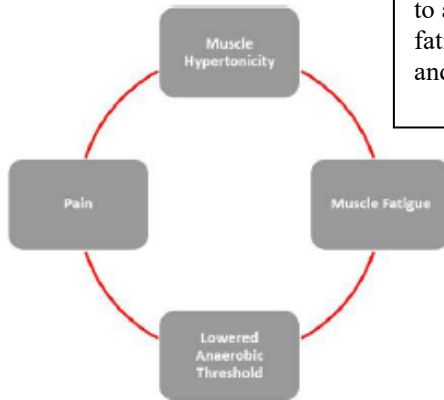 to a
fati
and
Muscle
Hypertonicity
Pain
Muscle Fatigue
Lowered
Anaerobic
Threshold